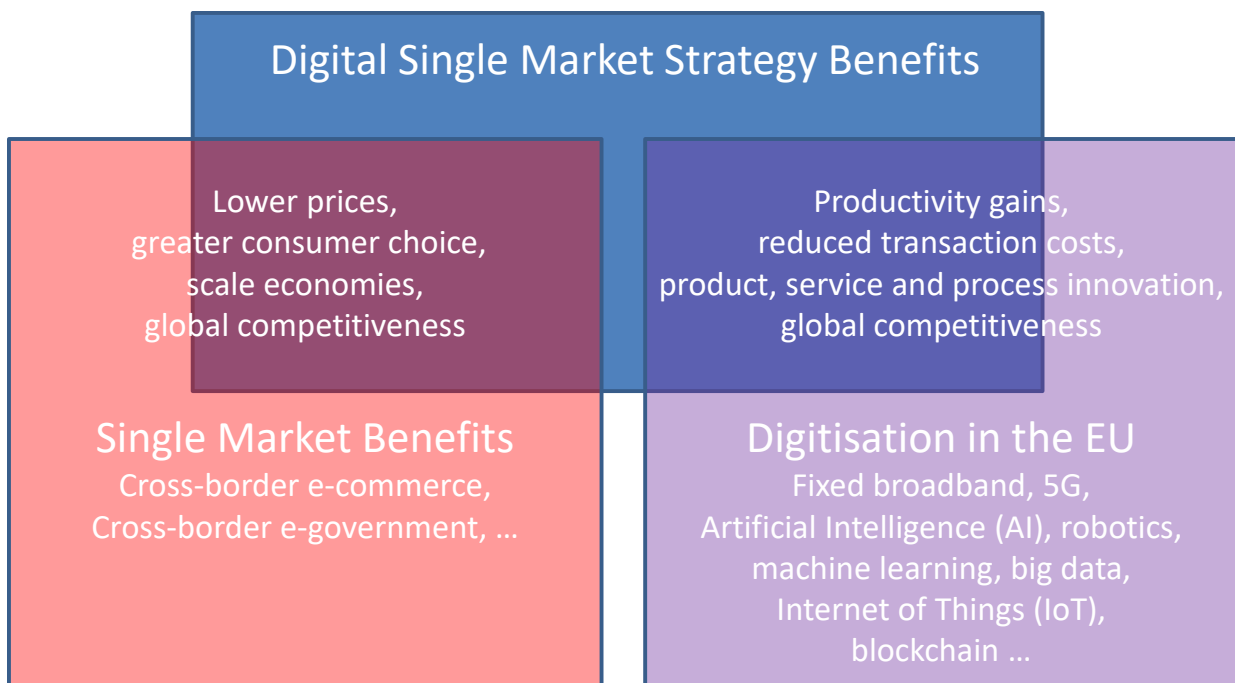 Digital Single Market Strategy Benefits
Lower prices,
greater consumer choice,
scale economies,
global competitiveness
Single Market Benefits
Cross-border e-commerce,
Cross-border e-government, ...
Productivity gains,
reduced transaction costs,
product, service and process innovation,
global competitiveness
Digitisation in the EU
Fixed broadband, 5G,
Artificial Intelligence (AI), robotics,
machine learning, big data,
Internet of Things (IoT),
blockchain ...